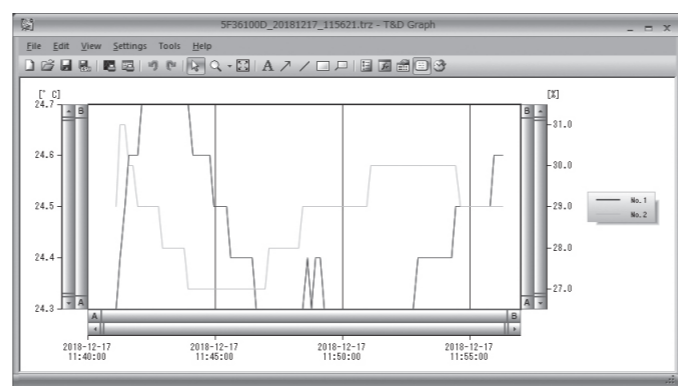 5F36100D_20181217_115621.trz - T&D Graph
File Edit View Settings Tools Help
[° C]
[%]
24.7
24.6
24.5
24.4
24.3
B
A
B
A
31.0
30.0
29.0
28.0
27.0
No.1
No.2
A
B
2018-12-17
11:40:00
2018-12-17
11:45:00
2018-12-17
11:50:00
2018-12-17
11:55:00